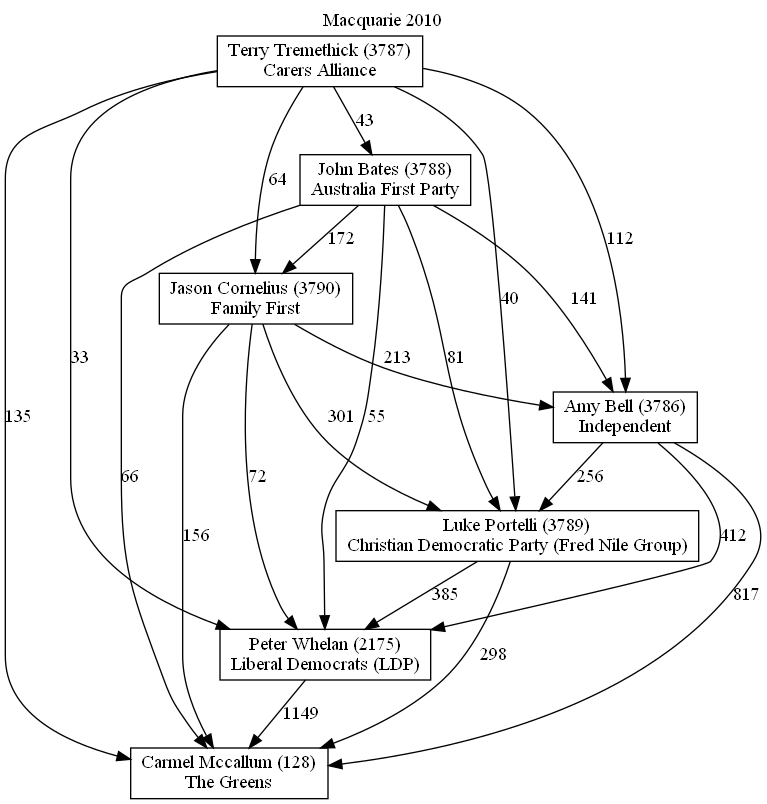 Macquarie 2010
Terry Tremethick (3787)
Carers Alliance
43
John Bates (3788)
Australia First Party
64
172
112
Jason Cornelius (3790)
Family First
40
141
33
213
81
135
Amy Bell (3786)
Independent
301
55
66
72
256
156
Luke Portelli (3789)
Christian Democratic Party (Fred Nile Group)
412
385
817
Peter Whelan (2175)
Liberal Democrats (LDP)
298
1149
Carmel Mccallum (128)
The Greens